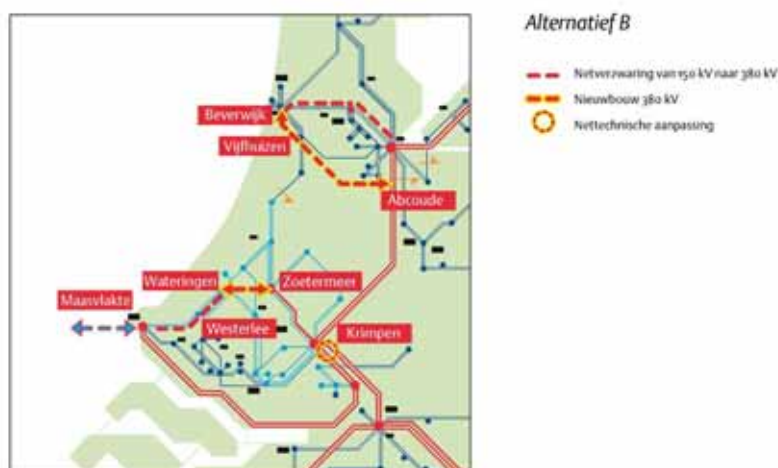 Alternatief B
Netverzwaring van 150 kV naar 380 kV
Nieuwbouw 380 kV
Nettechnische aanpassing
Beverwijk
Vijfhuizen
Abcoude
Wateringen
Zoetermeer
Maasvlakte
Westerlee
Krimpen